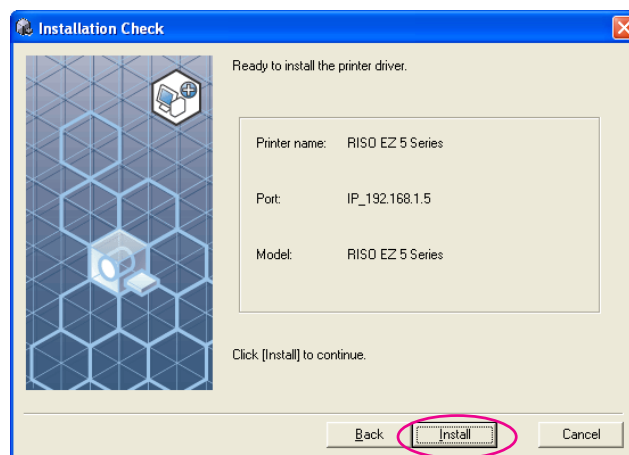 Installation Check
Ready to install the printer driver.
Printer name: RISO EZ 5 Series
Port: IP_192.168.1.5
Model: RISO EZ 5 Series
Click [Install] to continue.
Back Install Cancel